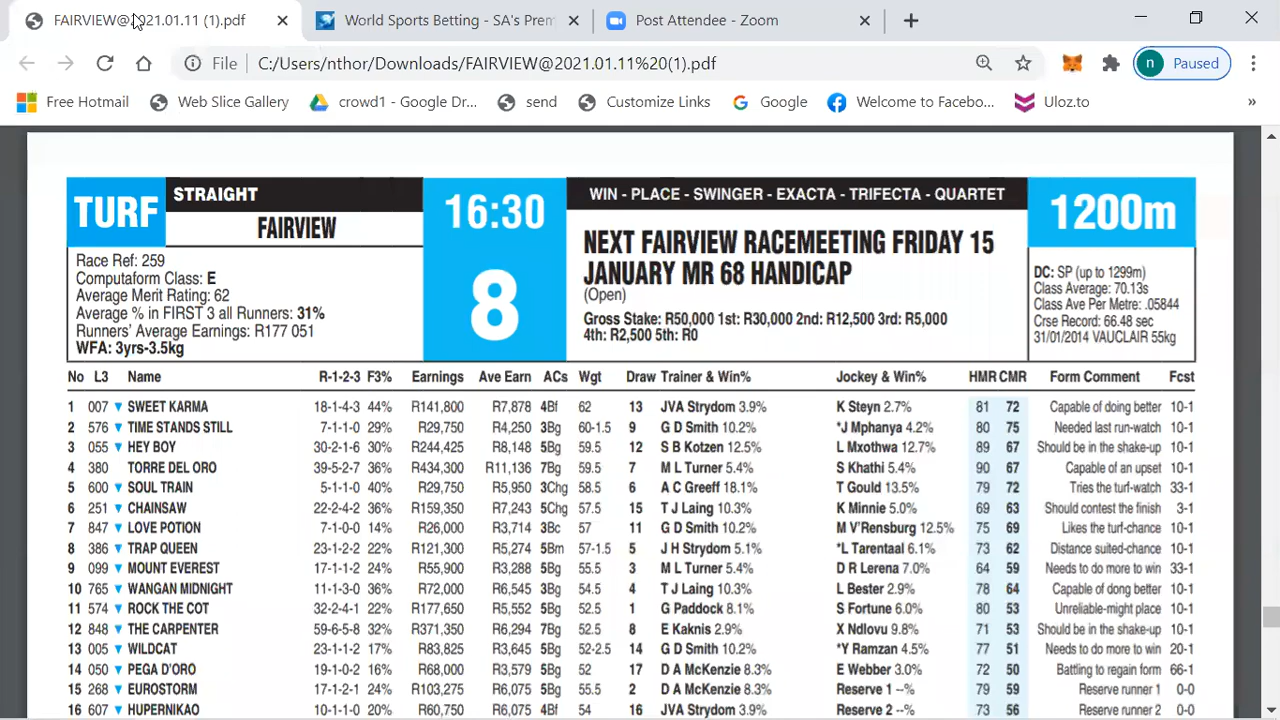 FAIRVIEW@2021.01.11 (1).pdf
World Sports Betting - SA's Prem
Post Attendee - Zoom
File C:/Users/nthor/Downloads/FAIRVIEW@2021.01.11%20(1).pdf
n Paused
Free Hotmail Web Slice Gallery crowd1 - Google Dr... send Customize Links Google Welcome to Facebo... Uloz.to »
TURF STRAIGHT
FAIRVIEW
Race Ref: 259
Computaform Class: E
Average Merit Rating: 62
Average % in FIRST 3 all Runners: 31%
Runners' Average Earnings: R177 051
WFA: 3yrs-3.5kg
16:30
8
WIN - PLACE - SWINGER - EXACTA - TRIFECTA - QUARTET
NEXT FAIRVIEW RACEMEETING FRIDAY 15
JANUARY MR 68 HANDICAP
(Open)
Gross Stake: R50,000 1st: R30,000 2nd: R12,500 3rd: R5,000
4th: R2,500 5th: R0
1200m
DC: SP (up to 1299m)
Class Average: 70.13s
Class Ave Per Metre: .05844
Crse Record: 66.48 sec
31/01/2014 VAUCLAIR 55kg
No L3 Name R-1-2-3 F3% Earnings Ave Earn ACs Wgt Draw Trainer & Win% Jockey & Win% HMR CMR Form Comment Fcst
1 007 ▼ SWEET KARMA 18-1-4-3 44% R141,800 R7,878 4Bf 62 13 JVA Strydom 3.9% K Steyn 2.7% 81 72 Capable of doing better 10-1
2 576 ▼ TIME STANDS STILL 7-1-1-0 29% R29,750 R4,250 3Bg 60-1.5 9 G D Smith 10.2% *J Mphanya 4.2% 80 75 Needed last run-watch 10-1
3 055 ▼ HEY BOY 30-2-1-6 30% R244,425 R8,148 5Bg 59.5 12 S B Kotzen 12.5% L Mxothwa 12.7% 89 67 Should be in the shake-up 10-1
4 380 TORRE DEL ORO 39-5-2-7 36% R434,300 R11,136 7Bg 59.5 7 M L Turner 5.4% S Khathi 5.4% 90 67 Capable of an upset 10-1
5 600 ▼ SOUL TRAIN 5-1-1-0 40% R29,750 R5,950 3Chg 58.5 6 A C Greeff 18.1% T Gould 13.5% 79 72 Tries the turf-watch 33-1
6 251 ▼ CHAINSAW 22-2-4-2 36% R159,350 R7,243 5Chg 57.5 15 T J Laing 10.3% K Minnie 5.0% 69 63 Should contest the finish 3-1
7 847 ▼ LOVE POTION 7-1-0-0 14% R26,000 R3,714 3Bc 57 11 G D Smith 10.2% M V'Rensburg 12.5% 75 69 Likes the turf-chance 10-1
8 386 ▼ TRAP QUEEN 23-1-2-2 22% R121,300 R5,274 5Bm 57-1.5 5 J H Strydom 5.1% *L Tarentaal 6.1% 73 62 Distance suited-chance 10-1
9 099 ▼ MOUNT EVEREST 17-1-1-2 24% R55,900 R3,288 5Bg 55.5 3 M L Turner 5.4% D R Lerena 7.0% 64 59 Needs to do more to win 33-1
10 765 ▼ WANGAN MIDNIGHT 11-1-3-0 36% R72,000 R6,545 3Bg 54.5 4 T J Laing 10.3% L Bester 2.9% 78 64 Capable of doing better 10-1
11 574 ▼ ROCK THE COT 32-2-4-1 22% R177,650 R5,552 5Bg 52.5 1 G Paddock 8.1% S Fortune 6.0% 80 53 Unreliable-might place 10-1
12 848 ▼ THE CARPENTER 59-6-5-8 32% R371,350 R6,294 7Bg 52.5 8 E Kaknis 2.9% X Ndlovu 9.8% 71 53 Should be in the shake-up 10-1
13 005 ▼ WILDCAT 23-1-1-2 17% R83,825 R3,645 5Bg 52-2.5 14 G D Smith 10.2% *Y Ramzan 4.5% 77 51 Needs to do more to win 20-1
14 050 ▼ PEGA D'ORO 19-1-0-2 16% R68,000 R3,579 5Bg 52 17 D A McKenzie 8.3% E Webber 3.0% 72 50 Battling to regain form 66-1
15 268 ▼ EUROSTORM 17-1-2-1 24% R103,275 R6,075 5Bg 55.5 2 D A McKenzie 8.3% Reserve 1 --% 79 59 Reserve runner 1 0-0
16 607 ▼ HUPERNIKAO 10-1-1-0 20% R60,750 R6,075 4Bf 54 16 JVA Strydom 3.9% Reserve 2 --% 73 56 Reserve runner 2 0-0